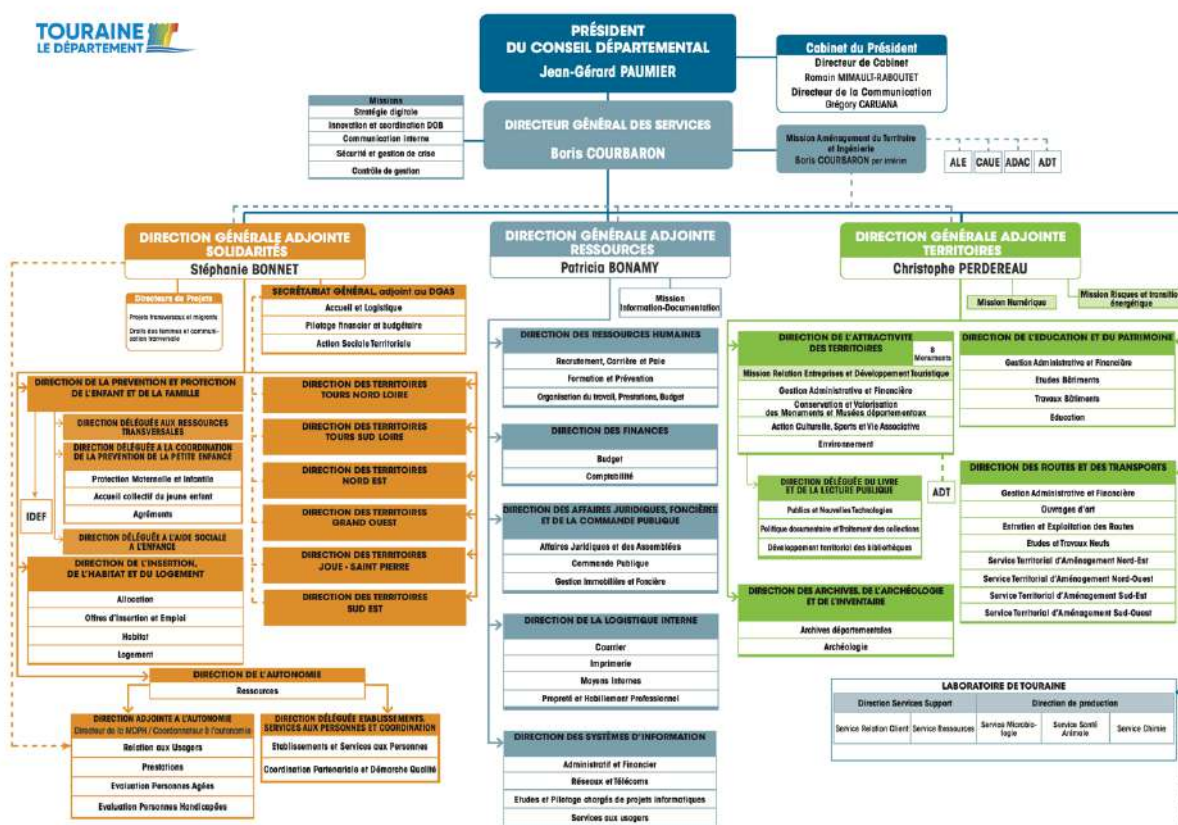 TOURAINE
LE DÉPARTEMENT
PRÉSIDENT
DU CONSEIL DÉPARTEMENTAL
Jean-Gérard PAUMIER
Cabinet du Président
Directeur de Cabinet
Romain MIMAULT-RABOUTET
Directeur de la Communication
Grégory CARUANA
Missions
Stratégie digitale
Innovation et coordination DOB
Communication interne
Sécurité et gestion de crise
Contrôle de gestion
DIRECTEUR GÉNÉRAL DES SERVICES
Boris COURBARON
Mission Aménagement du Territoire
et Ingénierie
Boris COURBARON par intérim
ALE
CAUE
ADAC
ADT
DIRECTION GÉNÉRALE ADJOINTE
SOLIDARITÉS
Stéphanie BONNET
Directeurs de Projets
Projets transversaux et migrants
Droits des femmes et communi-
cation tranversale
SECRÉTARIAT GÉNÉRAL, adjoint au DGAS
Accueil et Logistique
Pilotage financier et budgétaire
Action Sociale Territoriale
DIRECTION DE LA PREVENTION ET PROTECTION
DE L'ENFANT ET DE LA FAMILLE
DIRECTION DÉLÉGUÉE AUX RESSOURCES
TRANSVERSALES
DIRECTION DÉLÉGUÉE A LA COORDINATION
DE LA PREVENTION DE LA PETITE ENFANCE
Protection Maternelle et Infantile
Accueil collectif du jeune enfant
Agréments
IDEF
DIRECTION DÉLÉGUÉE A L'AIDE SOCIALE
A L'ENFANCE
DIRECTION DE L'INSERTION,
DE L'HABITAT ET DU LOGEMENT
Allocation
Offres d'Insertion et Emploi
Habitat
Logement
DIRECTION DES TERRITOIRES
TOURS NORD LOIRE
DIRECTION DES TERRITOIRES
TOURS SUD LOIRE
DIRECTION DES TERRITOIRES
NORD EST
DIRECTION DES TERRITOIRES
GRAND OUEST
DIRECTION DES TERRITOIRES
JOUE - SAINT PIERRE
DIRECTION DES TERRITOIRES
SUD EST
DIRECTION DE L'AUTONOMIE
Ressources
DIRECTION ADJOINTE A L'AUTONOMIE
Directeur de la MDPH / Coordonnateur à l'autonomie
Relation aux Usagers
Prestations
Evaluation Personnes Agées
Evaluation Personnes Handicapées
DIRECTION DÉLÉGUÉE ETABLISSEMENTS,
SERVICES AUX PERSONNES ET COORDINATION
Etablissements et Services aux Personnes
Coordination Partenariale et Démarche Qualité
DIRECTION GÉNÉRALE ADJOINTE
RESSOURCES
Patricia BONAMY
Mission
Information-Documentation
DIRECTION DES RESSOURCES HUMAINES
Recrutement, Carrière et Paie
Formation et Prévention
Organisation du travail, Prestations, Budget
DIRECTION DES FINANCES
Budget
Comptabilité
DIRECTION DES AFFAIRES JURIDIQUES, FONCIÈRES
ET DE LA COMMANDE PUBLIQUE
Affaires Juridiques et des Assemblées
Commande Publique
Gestion Immobilière et Foncière
DIRECTION DE LA LOGISTIQUE INTERNE
Courrier
Imprimerie
Moyens Internes
Propreté et Habillement Professionnel
DIRECTION DES SYSTÈMES D'INFORMATION
Administratif et Financier
Réseaux et Télécoms
Etudes et Pilotage chargés de projets informatiques
Services aux usagers
DIRECTION GÉNÉRALE ADJOINTE
TERRITOIRES
Christophe PERDEREAU
Mission Numérique
Mission Risques et transition
énergétique
DIRECTION DE L'ATTRACTIVITE
DES TERRITOIRES
8
Monuments
Mission Relation Entreprises et Développement Touristique
Gestion Administrative et Financière
Conservation et Valorisation
des Monuments et Musées départementaux
Action Culturelle, Sports et Vie Associative
Environnement
DIRECTION DÉLÉGUÉE DU LIVRE
ET DE LA LECTURE PUBLIQUE
Publics et Nouvelles Technologies
Politique documentaire et Traitement des collections
Développement territorial des bibliothèques
ADT
DIRECTION DES ARCHIVES, DE L'ARCHÉOLOGIE
ET DE L'INVENTAIRE
Archives départementales
Archéologie
DIRECTION DE L'EDUCATION ET DU PATRIMOINE
Gestion Administrative et Financière
Etudes Bâtiments
Travaux Bâtiments
Education
DIRECTION DES ROUTES ET DES TRANSPORTS
Gestion Administrative et Financière
Ouvrages d'art
Entretien et Exploitation des Routes
Etudes et Travaux Neufs
Service Territorial d'Aménagement Nord-Est
Service Territorial d'Aménagement Nord-Ouest
Service Territorial d'Aménagement Sud-Est
Service Territorial d'Aménagement Sud-Ouest
LABORATOIRE DE TOURAINE
Direction Services Support
Direction de production
Service Relation Client
Service Ressources
Service Microbio-
logie
Service Santé
Animale
Service Chimie